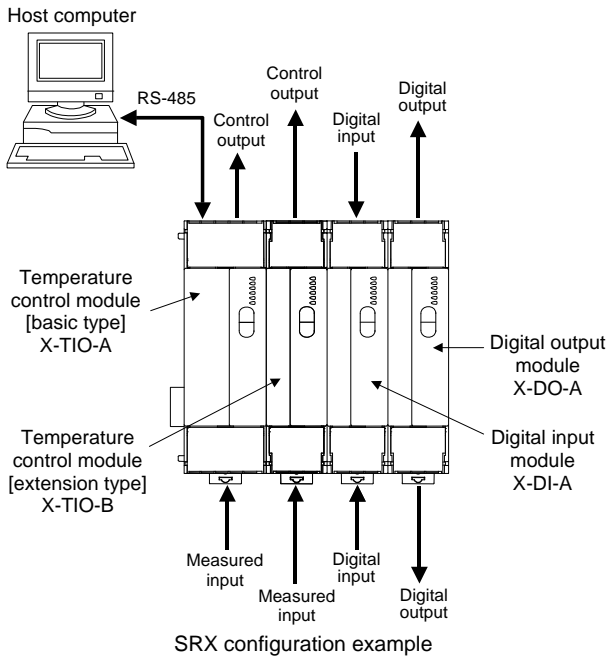 Host computer
RS-485
Control
output
Control
output
Digital
input
Digital
output
Temperature
control module
[basic type]
X-TIO-A
Digital output
module
X-DO-A
Temperature
control module
[extension type]
X-TIO-B
Digital input
module
X-DI-A
Measured
input
Measured
input
Digital
input
Digital
output
SRX configuration example